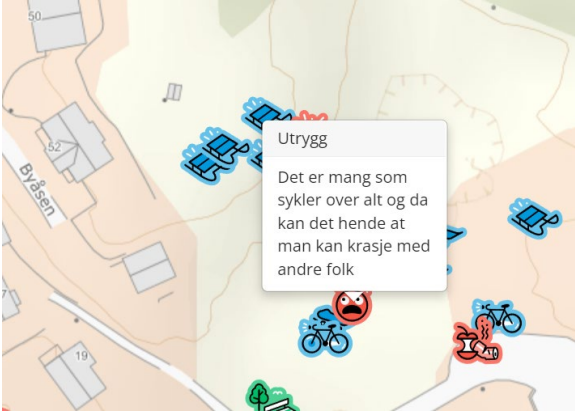 50
Utrygg
Det er mang som
sykler over alt og da
kan det hende at
man kan krasje med
andre folk
52
Byåsen
7
19